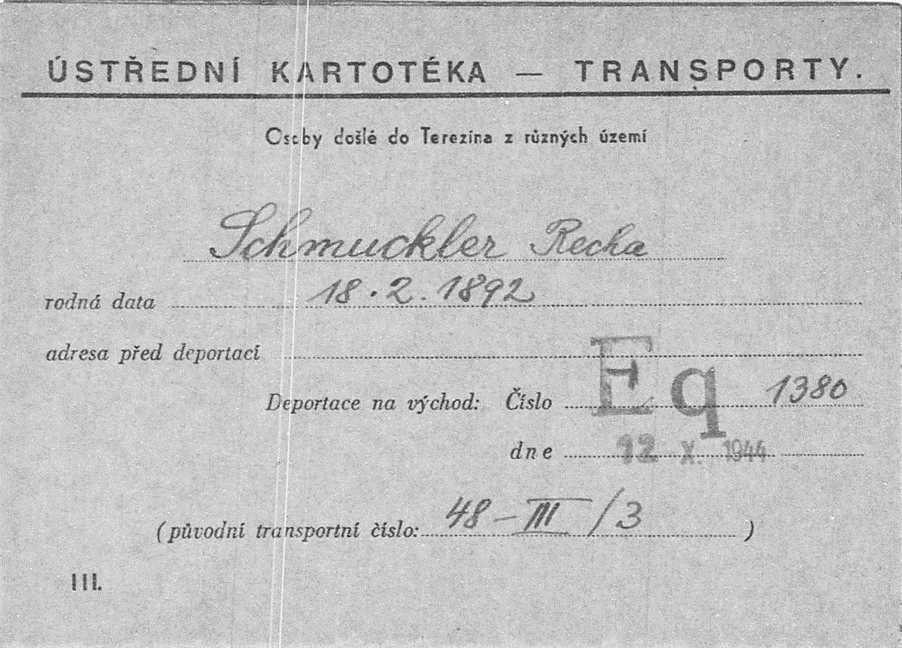 ÚSTŘEDNÍ KARTOTÉKA — TRANSPORTY.
Osoby došlé do Terezína z různých území
Schmuckler Recha
rodná data 18.2.1892
adresa před deportací
Deportace na východ: Číslo Eq 1380
dne 12 X. 1944
(původní transportní číslo: 48-III/3)
III.